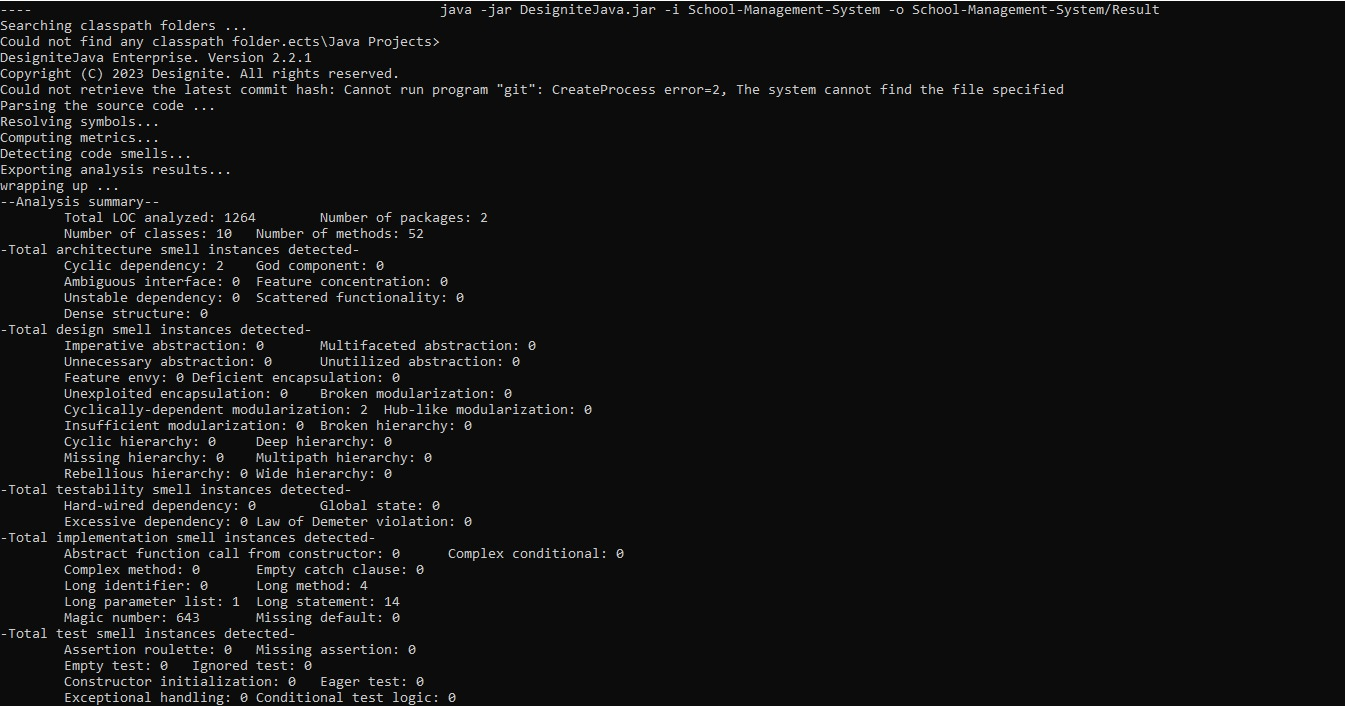 ---- java -jar DesigniteJava.jar -i School-Management-System -o School-Management-System/Result
Searching classpath folders ...
Could not find any classpath folder.ects\Java Projects>
DesigniteJava Enterprise. Version 2.2.1
Copyright (C) 2023 Designite. All rights reserved.
Could not retrieve the latest commit hash: Cannot run program "git": CreateProcess error=2, The system cannot find the file specified
Parsing the source code ...
Resolving symbols...
Computing metrics...
Detecting code smells...
Exporting analysis results...
wrapping up ...
--Analysis summary--
Total LOC analyzed: 1264 Number of packages: 2
Number of classes: 10 Number of methods: 52
-Total architecture smell instances detected-
Cyclic dependency: 2 God component: 0
Ambiguous interface: 0 Feature concentration: 0
Unstable dependency: 0 Scattered functionality: 0
Dense structure: 0
-Total design smell instances detected-
Imperative abstraction: 0 Multifaceted abstraction: 0
Unnecessary abstraction: 0 Unutilized abstraction: 0
Feature envy: 0 Deficient encapsulation: 0
Unexploited encapsulation: 0 Broken modularization: 0
Cyclically-dependent modularization: 2 Hub-like modularization: 0
Insufficient modularization: 0 Broken hierarchy: 0
Cyclic hierarchy: 0 Deep hierarchy: 0
Missing hierarchy: 0 Multipath hierarchy: 0
Rebellious hierarchy: 0 Wide hierarchy: 0
-Total testability smell instances detected-
Hard-wired dependency: 0 Global state: 0
Excessive dependency: 0 Law of Demeter violation: 0
-Total implementation smell instances detected-
Abstract function call from constructor: 0 Complex conditional: 0
Complex method: 0 Empty catch clause: 0
Long identifier: 0 Long method: 4
Long parameter list: 1 Long statement: 14
Magic number: 643 Missing default: 0
-Total test smell instances detected-
Assertion roulette: 0 Missing assertion: 0
Empty test: 0 Ignored test: 0
Constructor initialization: 0 Eager test: 0
Exceptional handling: 0 Conditional test logic: 0